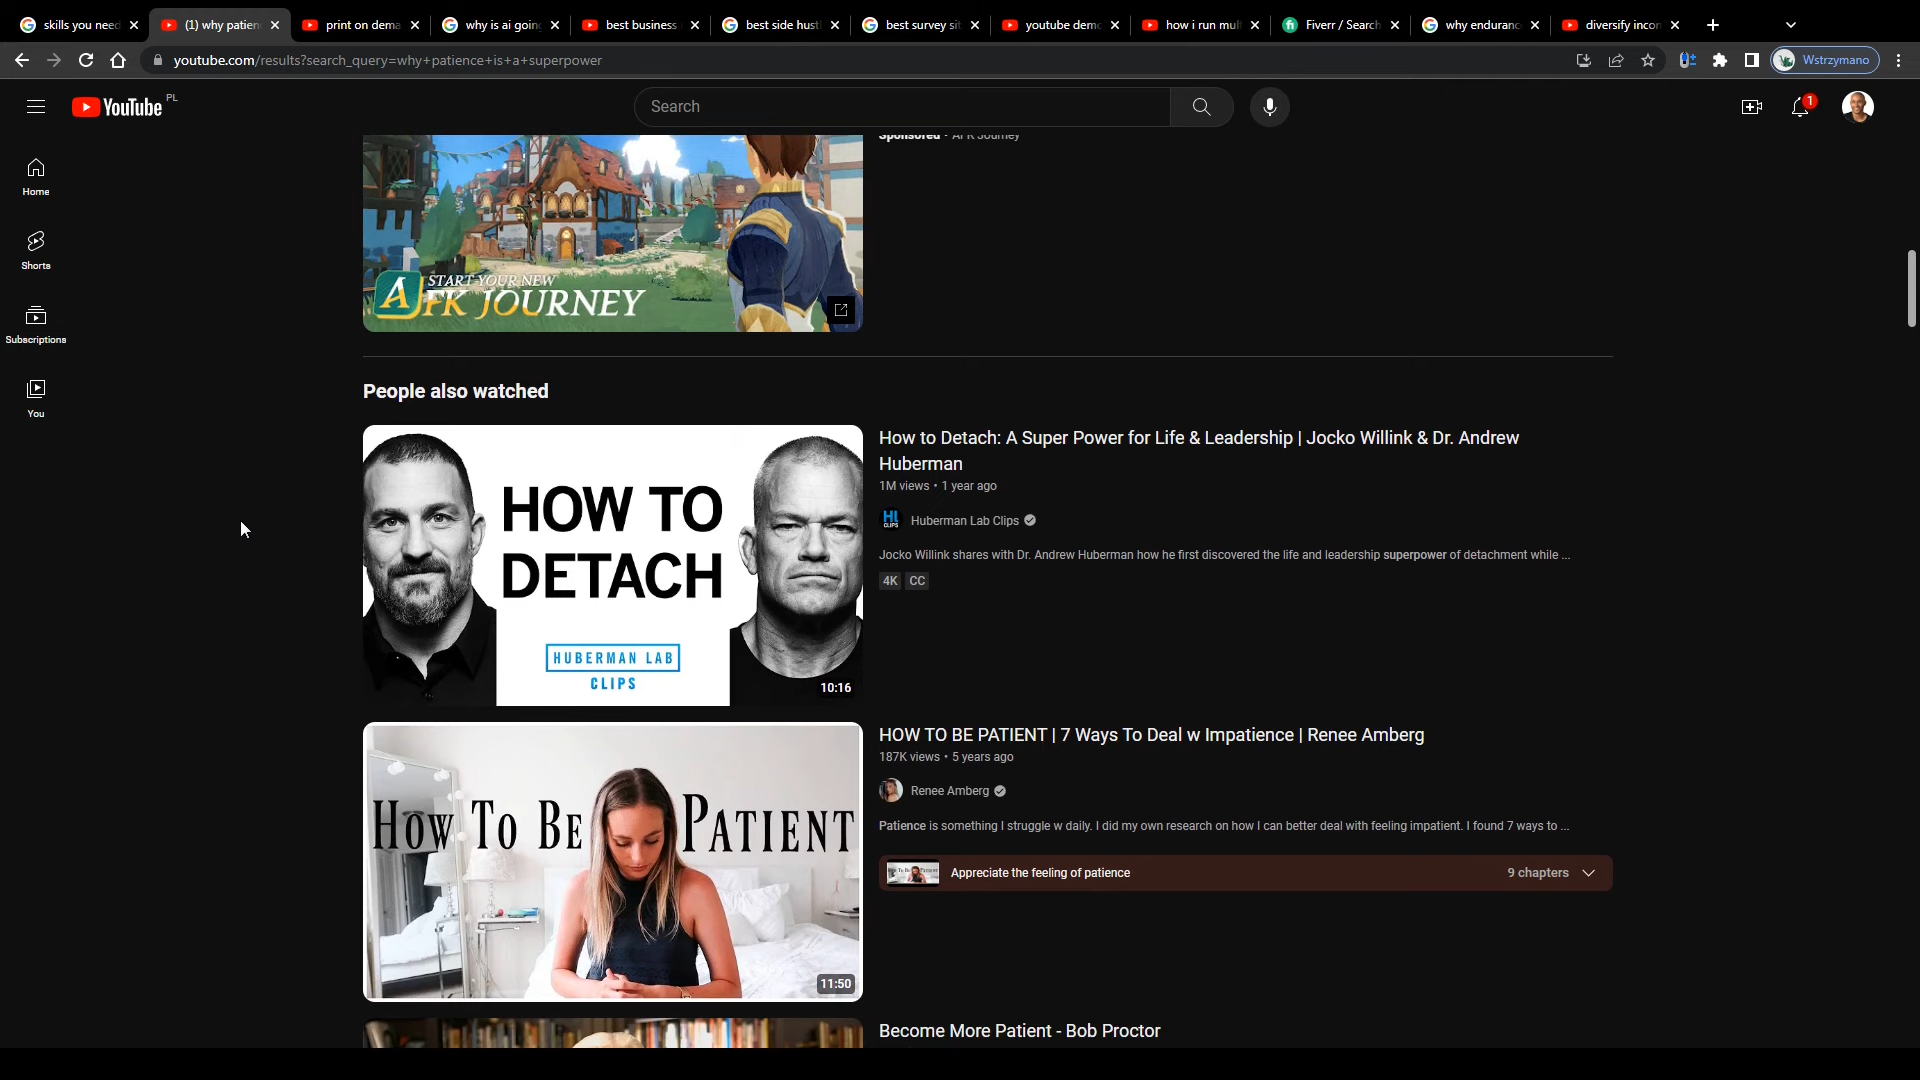 skills you need
(1) why patien
print on dema
why is ai going
best business
best side hust
best survey sit
youtube demo
how i run mul
Fiverr / Search
why enduranc
diversify incom
youtube.com/results?search_query=why+patience+is+a+superpower
Wstrzymano
YouTube PL
Search
1
Home
Shorts
Subscriptions
You
Sponsored · AFK Journey
START YOUR NEW
AFK JOURNEY
People also watched
HOW TO
DETACH
HUBERMAN LAB
CLIPS
10:16
How to Detach: A Super Power for Life & Leadership | Jocko Willink & Dr. Andrew
Huberman
1M views • 1 year ago
HL
CLIPS
Huberman Lab Clips
Jocko Willink shares with Dr. Andrew Huberman how he first discovered the life and leadership superpower of detachment while ...
4K CC
How To Be Patient
11:50
HOW TO BE PATIENT | 7 Ways To Deal w Impatience | Renee Amberg
187K views • 5 years ago
Renee Amberg
Patience is something I struggle w daily. I did my own research on how I can better deal with feeling impatient. I found 7 ways to ...
Appreciate the feeling of patience
9 chapters
Become More Patient - Bob Proctor